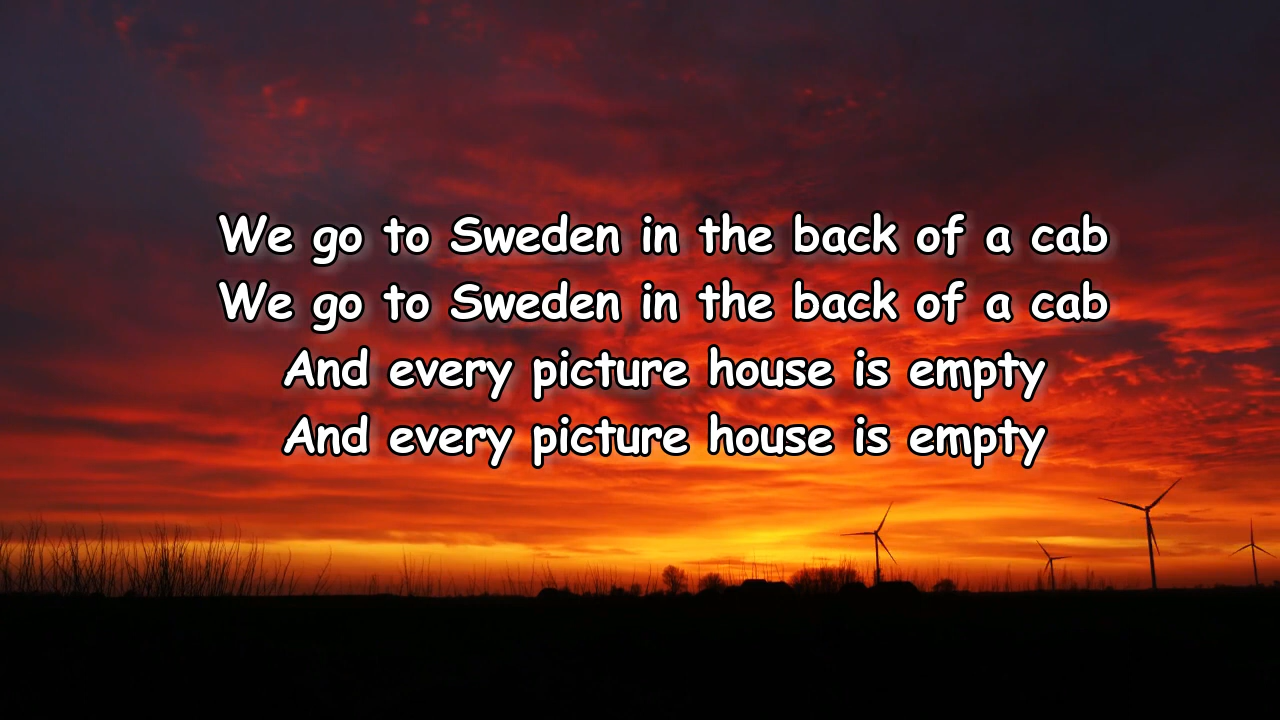 We go to Sweden in the back of a cab
We go to Sweden in the back of a cab
And every picture house is empty
And every picture house is empty